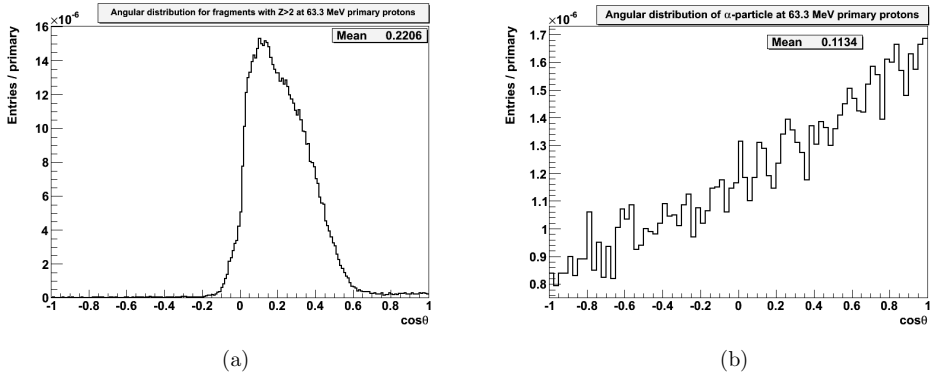 Angular distribution for fragments with Z>2 at 63.3 MeV primary protons
Mean 0.2206
×10⁻⁶
Entries / primary
16
14
12
10
8
6
4
2
0
-1 -0.8 -0.6 -0.4 -0.2 0 0.2 0.4 0.6 0.8 1
cosθ
(a)
Angular distribution of α-particle at 63.3 MeV primary protons
Mean 0.1134
×10⁻⁶
Entries / primary
1.7
1.6
1.5
1.4
1.3
1.2
1.1
1
0.9
0.8
-1 -0.8 -0.6 -0.4 -0.2 0 0.2 0.4 0.6 0.8 1
cosθ
(b)